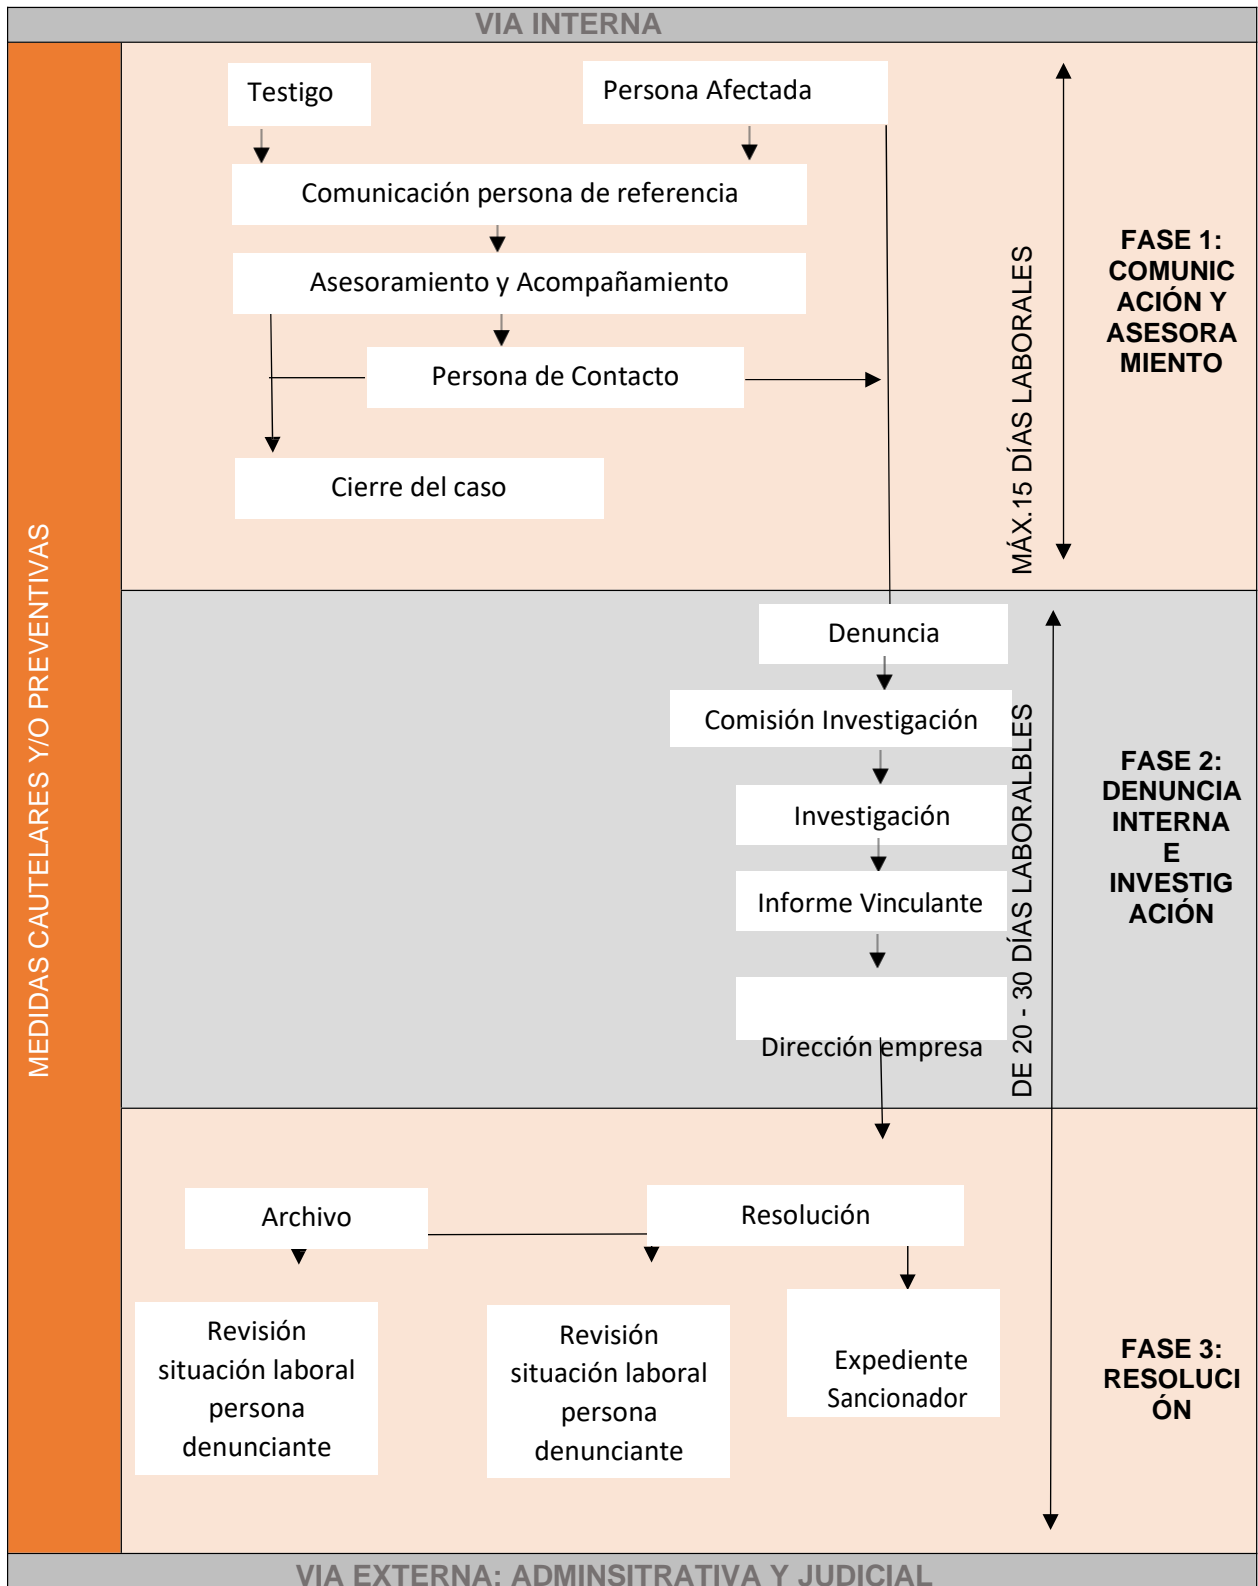 VIA INTERNA
MEDIDAS CAUTELARES Y/O PREVENTIVAS
Testigo
Persona Afectada
Comunicación persona de referencia
Asesoramiento y Acompañamiento
Persona de Contacto
Cierre del caso
MÁX.15 DÍAS LABORALES
FASE 1:
COMUNIC
ACIÓN Y
ASESORA
MIENTO
Denuncia
Comisión Investigación
Investigación
Informe Vinculante
Dirección empresa
DE 20 - 30 DÍAS LABORALBLES
FASE 2:
DENUNCIA
INTERNA
E
INVESTIG
ACIÓN
Archivo
Resolución
Revisión
situación laboral
persona
denunciante
Revisión
situación laboral
persona
denunciante
Expediente
Sancionador
FASE 3:
RESOLUCI
ÓN
VIA EXTERNA: ADMINSITRATIVA Y JUDICIAL